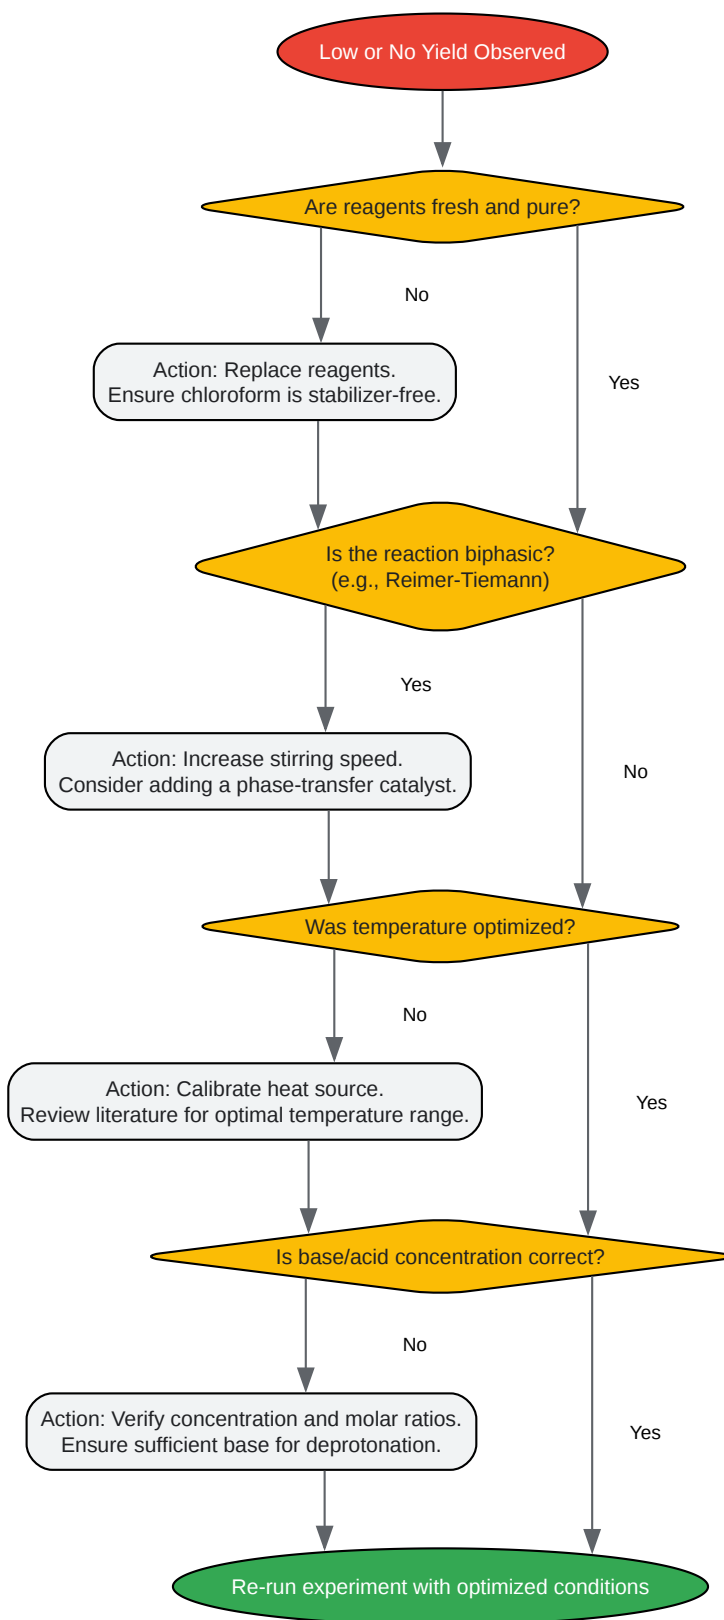 Low or No Yield Observed
Are reagents fresh and pure?
No
Action: Replace reagents.
Ensure chloroform is stabilizer-free.
Yes
Is the reaction biphasic?
(e.g., Reimer-Tiemann)
Yes
Action: Increase stirring speed.
Consider adding a phase-transfer catalyst.
No
Was temperature optimized?
No
Action: Calibrate heat source.
Review literature for optimal temperature range.
Yes
Is base/acid concentration correct?
No
Action: Verify concentration and molar ratios.
Ensure sufficient base for deprotonation.
Yes
Re-run experiment with optimized conditions